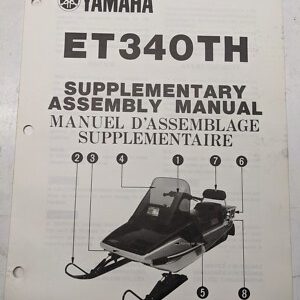 YAMAHA
ET340TH
SUPPLEMENTARY
ASSEMBLY MANUAL
MANUEL D'ASSEMBLAGE
SUPPLEMENTAIRE
2 3 4 1 7 6
5 8